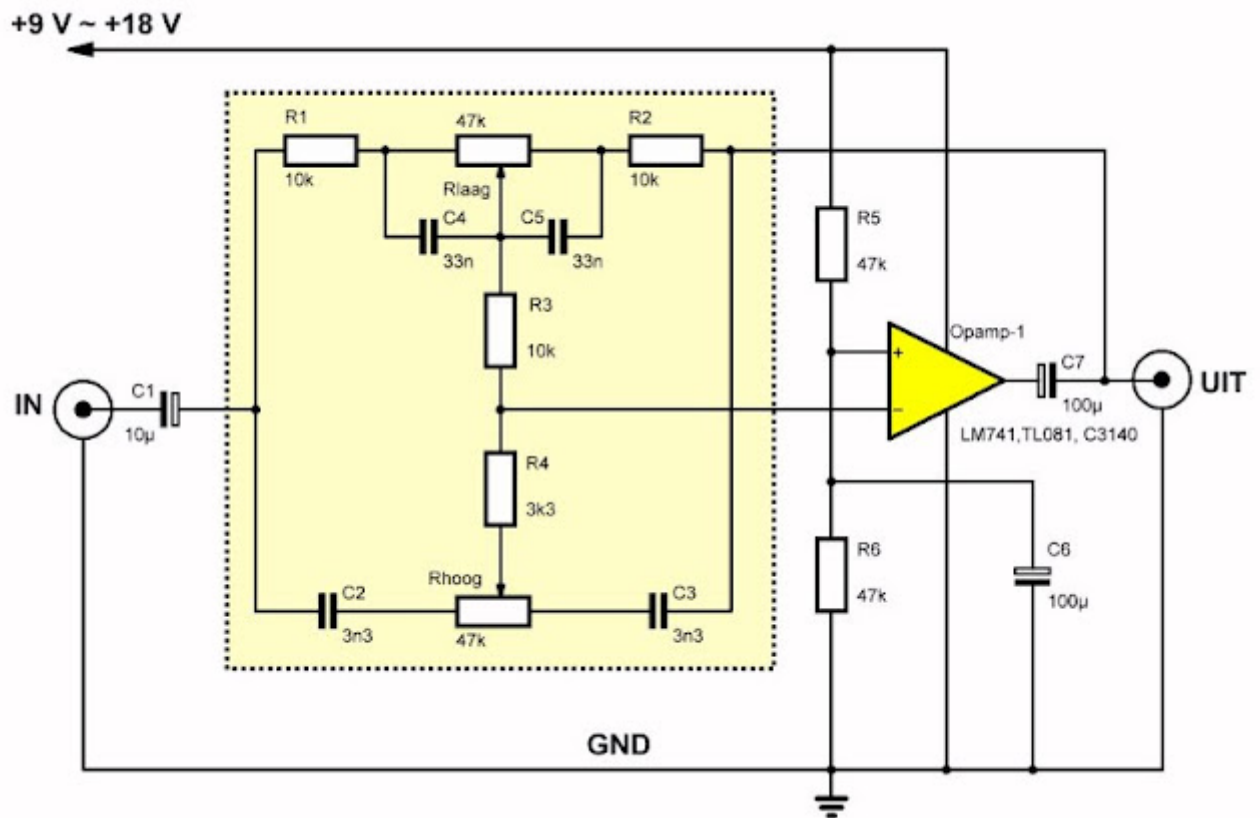 +9 V ~ +18 V
R1
10k
47k
Rlaag
R2
10k
C4
33n
C5
33n
R3
10k
R4
3k3
Rhoog
47k
C2
3n3
C3
3n3
IN
C1
10µ
R5
47k
R6
47k
+
−
Opamp-1
LM741,TL081, C3140
C7
100µ
UIT
C6
100µ
GND